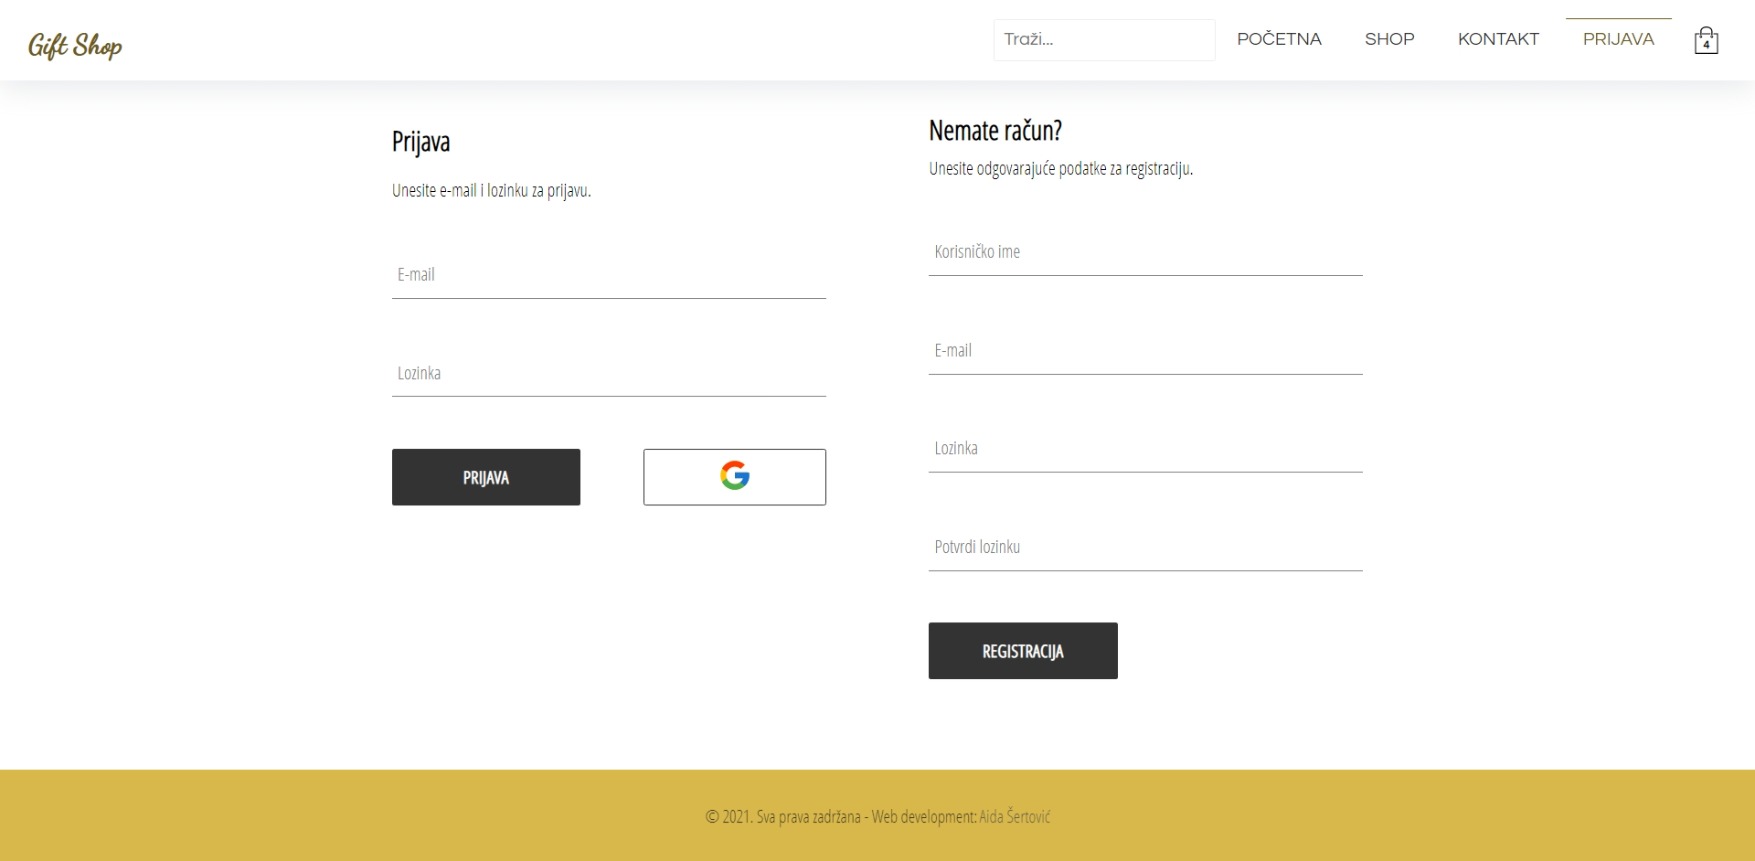 Gift Shop
Traži...
POČETNA
SHOP
KONTAKT
PRIJAVA
4
Prijava
Unesite e-mail i lozinku za prijavu.
E-mail
Lozinka
PRIJAVA
Nemate račun?
Unesite odgovarajuće podatke za registraciju.
Korisničko ime
E-mail
Lozinka
Potvrdi lozinku
REGISTRACIJA
© 2021. Sva prava zadržana - Web development: Aida Šertović